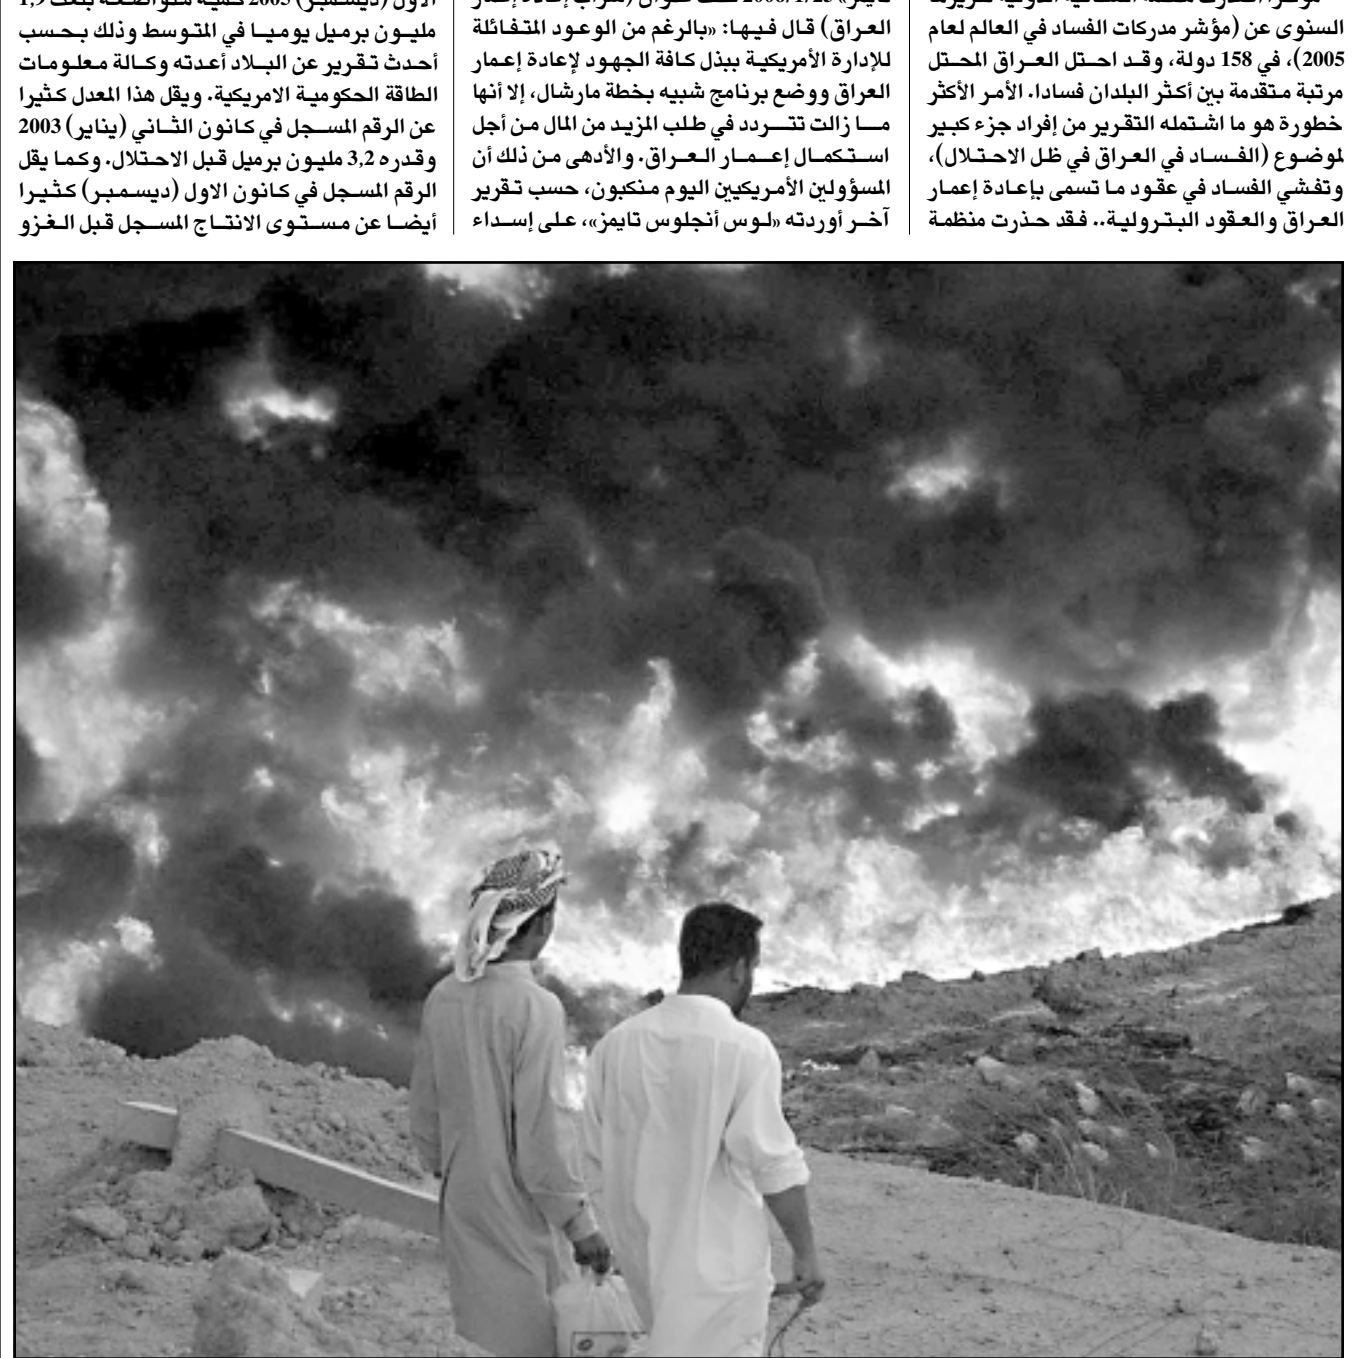 السنوى عن (مؤشر مدركات الفساد في العالم لعام
2005)، في 158 دولة، وقد احتل العراق المحتل
مرتبة متقدمة بين أكثر البلدان فسادا. الأمر الأكثر
خطورة هو ما اشتمله التقرير من إفراد جزء كبير
لموضوع (الفساد في العراق في ظل الاحتلال)،
وتفشي الفساد في عقود ما تسمى بإعادة إعمار
العراق والعقود البترولية.. فقد حذرت منظمة
العراق) قال فيها: «بالرغم من الوعود المتفائلة
للإدارة الأمريكية ببذل كافة الجهود لإعادة إعمار
العراق ووضع برنامج شبيه بخطة مارشال، إلا أنها
ما زالت تتردد في طلب المزيد من المال من أجل
استكمال إعمار العراق. والأدهى من ذلك أن
المسؤولين الأمريكيين اليوم منكبون، حسب تقرير
آخر أوردته «لوس أنجلوس تايمز»، على إسداء
مليون برميل يوميا في المتوسط وذلك بحسب
أحدث تقرير عن البلاد أعدته وكالة معلومات
الطاقة الحكومية الامريكية. ويقل هذا المعدل كثيرا
عن الرقم المسجل في كانون الثاني (يناير) 2003
وقدره 3,2 مليون برميل قبل الاحتلال. وكما يقل
الرقم المسجل في كانون الاول (ديسمبر) كثيرا
أيضا عن مستوى الانتاج المسجل قبل الغزو